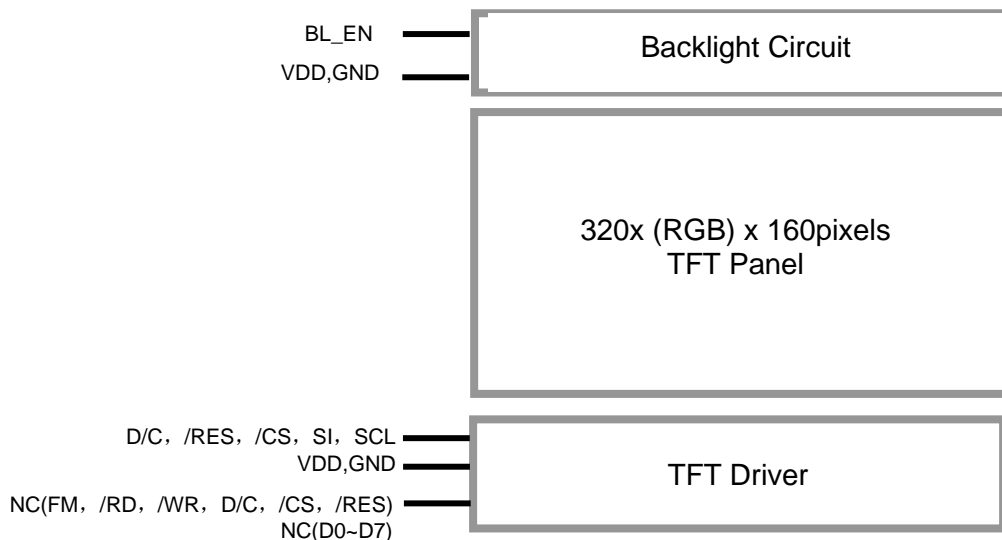 BL_EN
VDD,GND
Backlight Circuit
320x (RGB) x 160pixels
TFT Panel
D/C，/RES，/CS，SI，SCL
VDD,GND
NC(FM，/RD，/WR，D/C，/CS，/RES)
NC(D0~D7)
TFT Driver